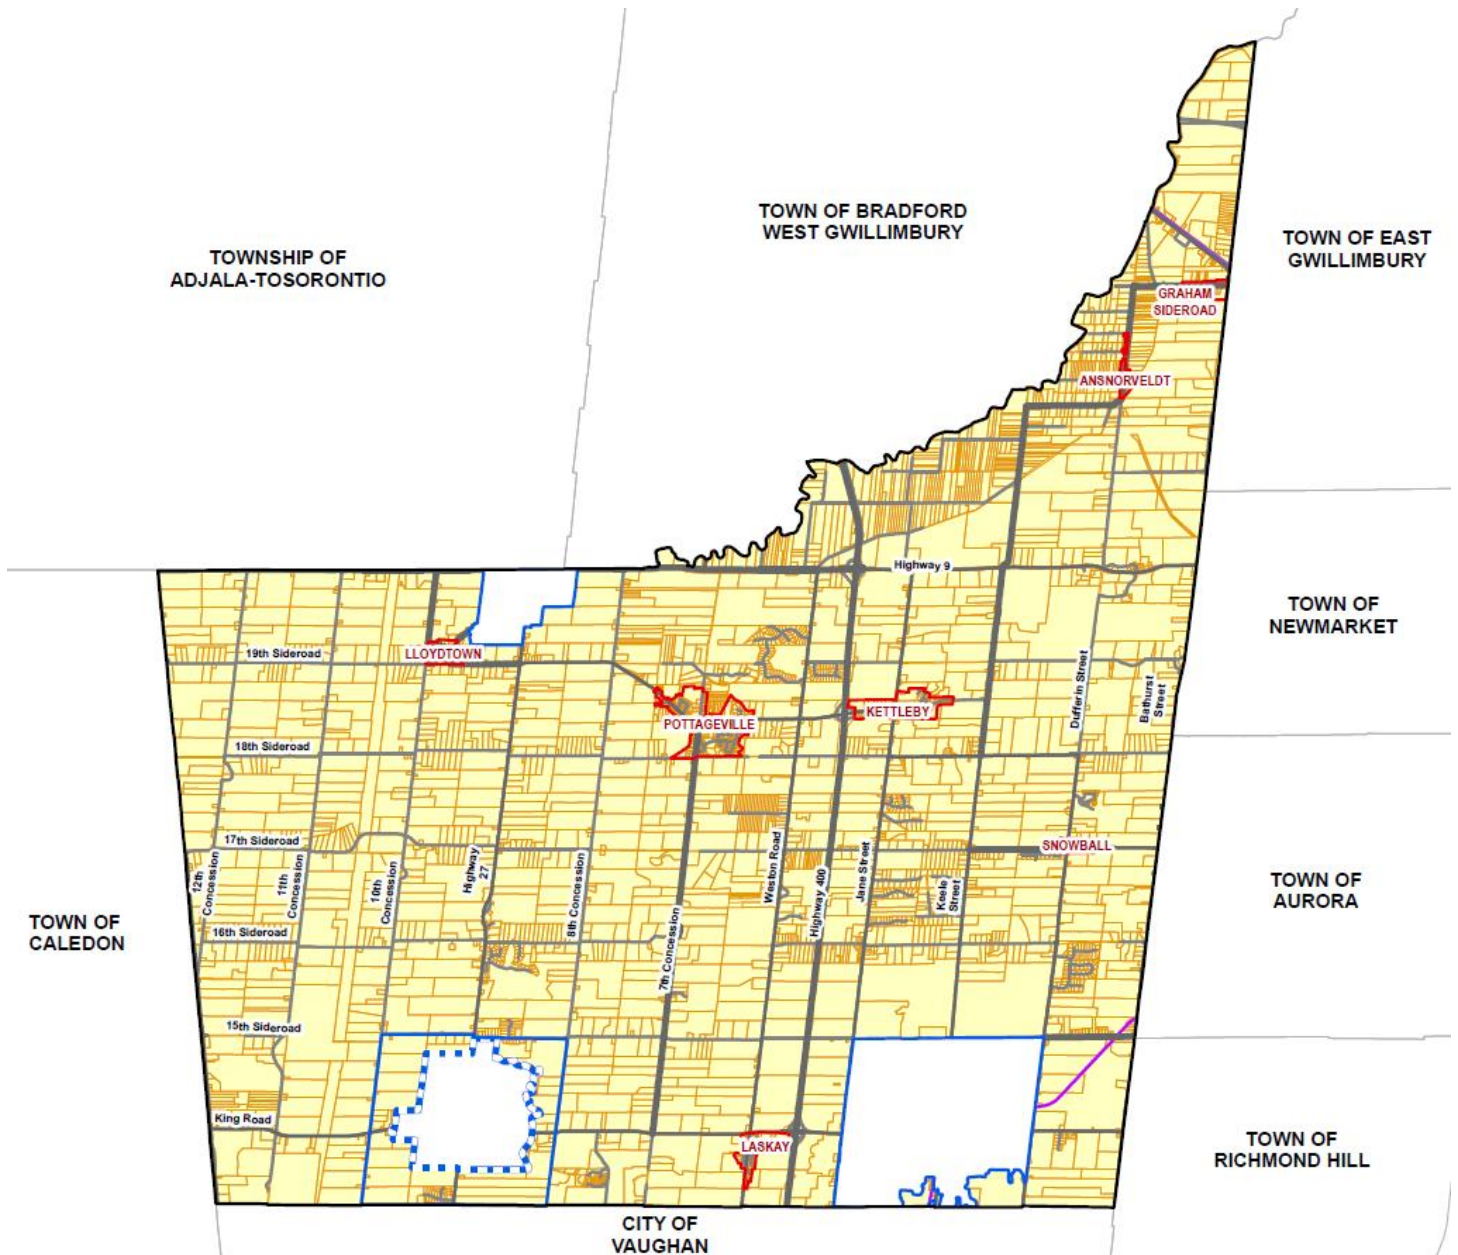 TOWN OF BRADFORD
WEST GWILLIMBURY
TOWN OF EAST
GWILLIMBURY
TOWNSHIP OF
ADJALA-TOSORONTIO
GRAHAM
SIDEROAD
ANSNORVELDT
Highway 9
TOWN OF
NEWMARKET
19th Sideroad
LLOYDTOWN
Dufferin Street
Bathurst
Street
POTTAGEVILLE
KETTLEBY
18th Sideroad
17th Sideroad
SNOWBALL
12th
Concession
11th
Concession
10th
Concession
Highway
27
8th Concession
7th Concession
Weston Road
Highway 400
Jane Street
Keele
Street
TOWN OF
AURORA
TOWN OF
CALEDON
16th Sideroad
15th Sideroad
King Road
LASKAY
TOWN OF
RICHMOND HILL
CITY OF
VAUGHAN